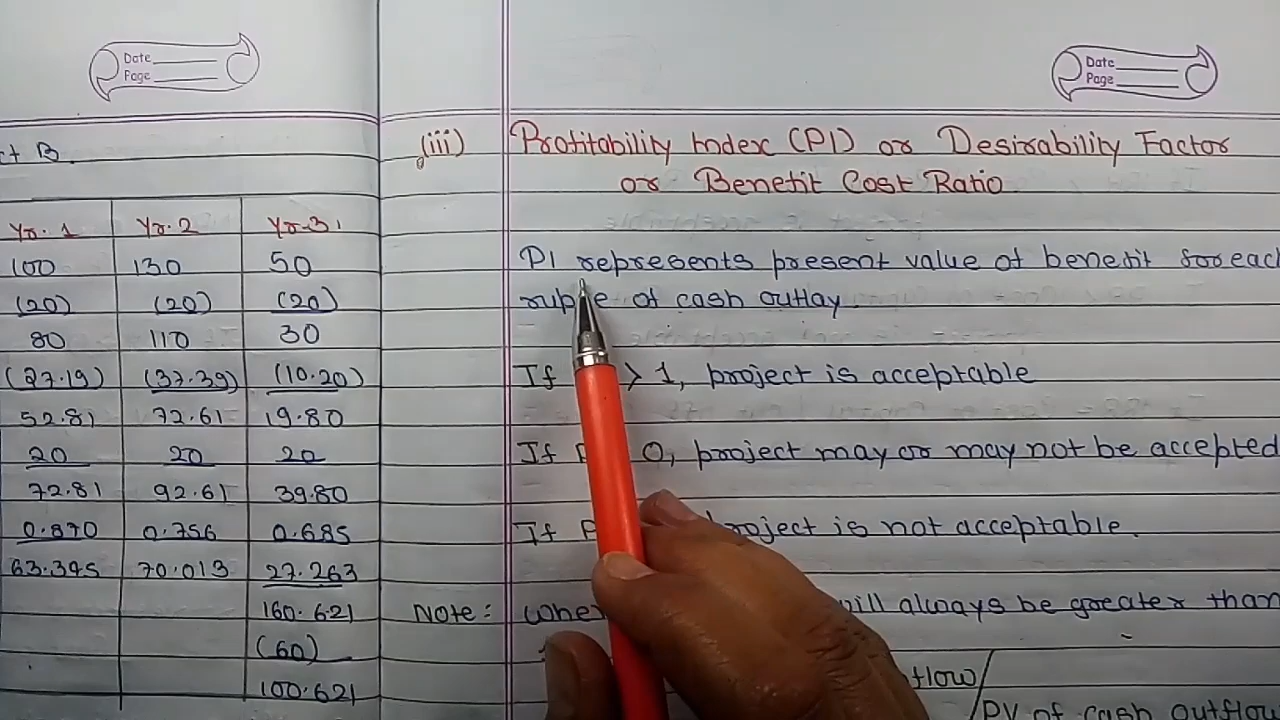 Date
Page
ct B.
Yr. 1 Yr. 2 Yr. 3
100 130 50
(20) (20) (20)
80 110 30
(27.19) (37.39) (10.20)
52.81 72.61 19.80
20 20 20
72.81 92.61 39.80
0.870 0.756 0.685
63.345 70.013 27.263
160.621
(60)
100.621
Date
Page
(iii) Profitability Index (PI) or Desirability Factor
or Benefit Cost Ratio
PI represents present value of benefit for each
rupee of cash outlay.
If > 1, project is acceptable
If 0, project may or may not be accepted
If project is not acceptable.
Note: will always be greater than
flow/
PV of cash outflow